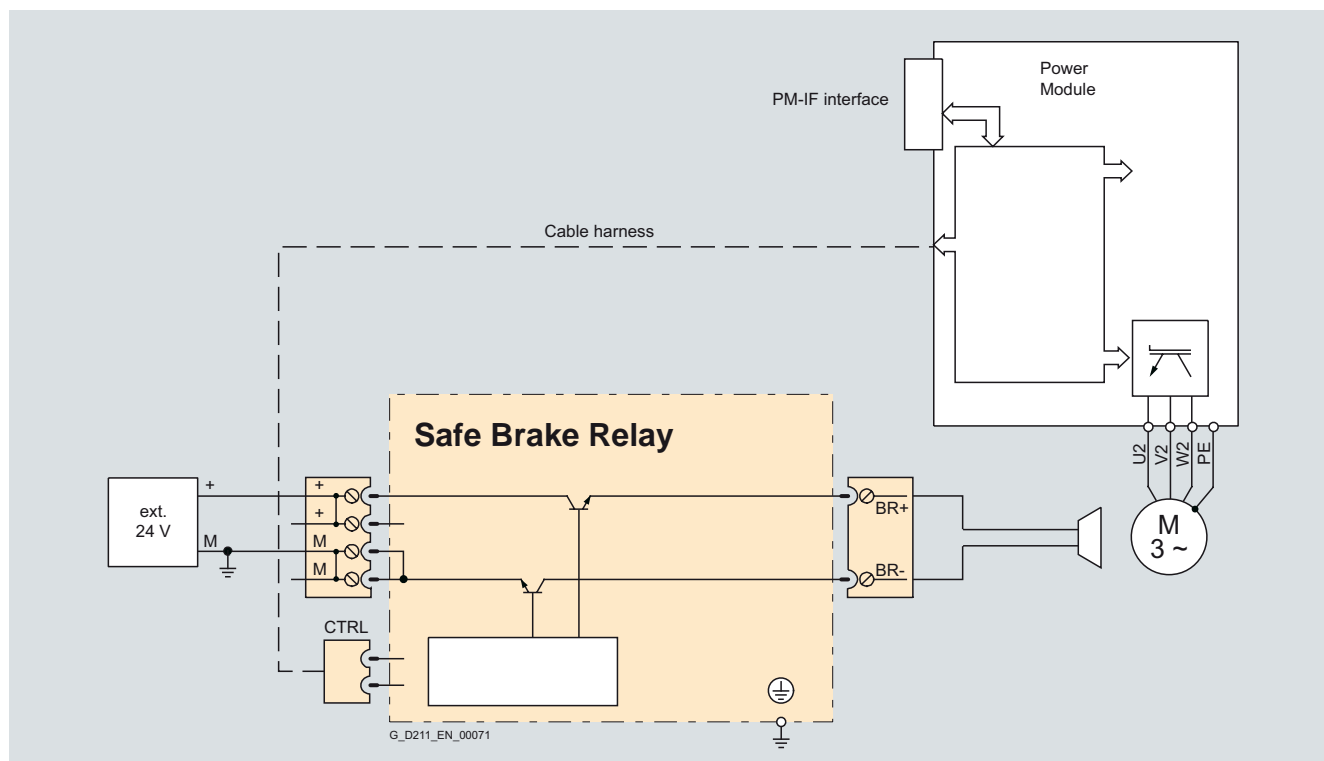 Power
Module
PM-IF interface
Cable harness
Safe Brake Relay
ext.
24 V
+
M
+
+
M
M
CTRL
BR+
BR-
U2
V2
W2
PE
M
3 ~
G_D211_EN_00071